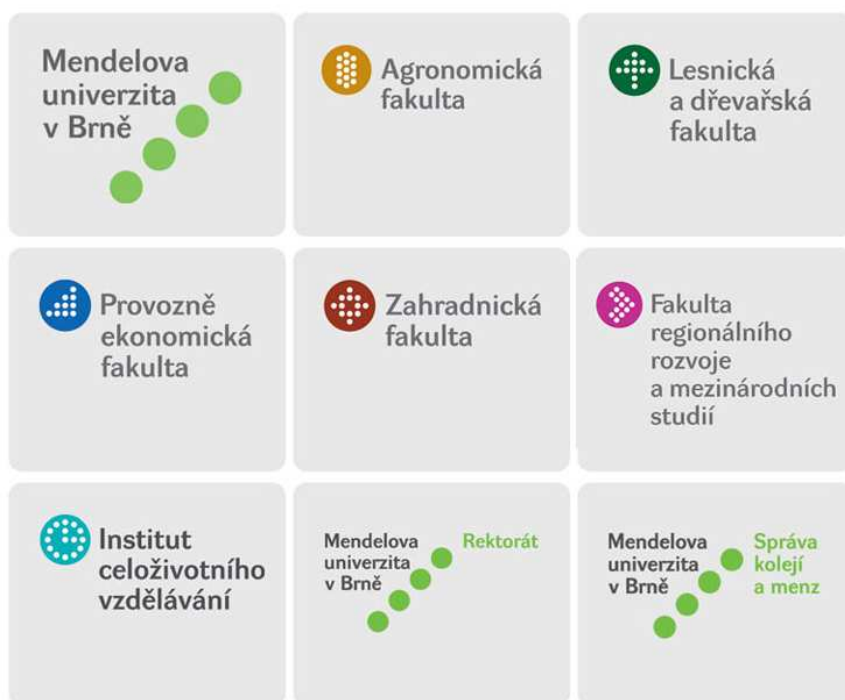 Mendelova
univerzita
v Brně
Agronomická
fakulta
Lesnická
a dřevařská
fakulta
Provozně
ekonomická
fakulta
Zahradnická
fakulta
Fakulta
regionálního
rozvoje
a mezinárodních
studií
Institut
celoživotního
vzdělávání
Mendelova
univerzita
v Brně
Rektorát
Mendelova
univerzita
v Brně
Správa
kolejí
a menz